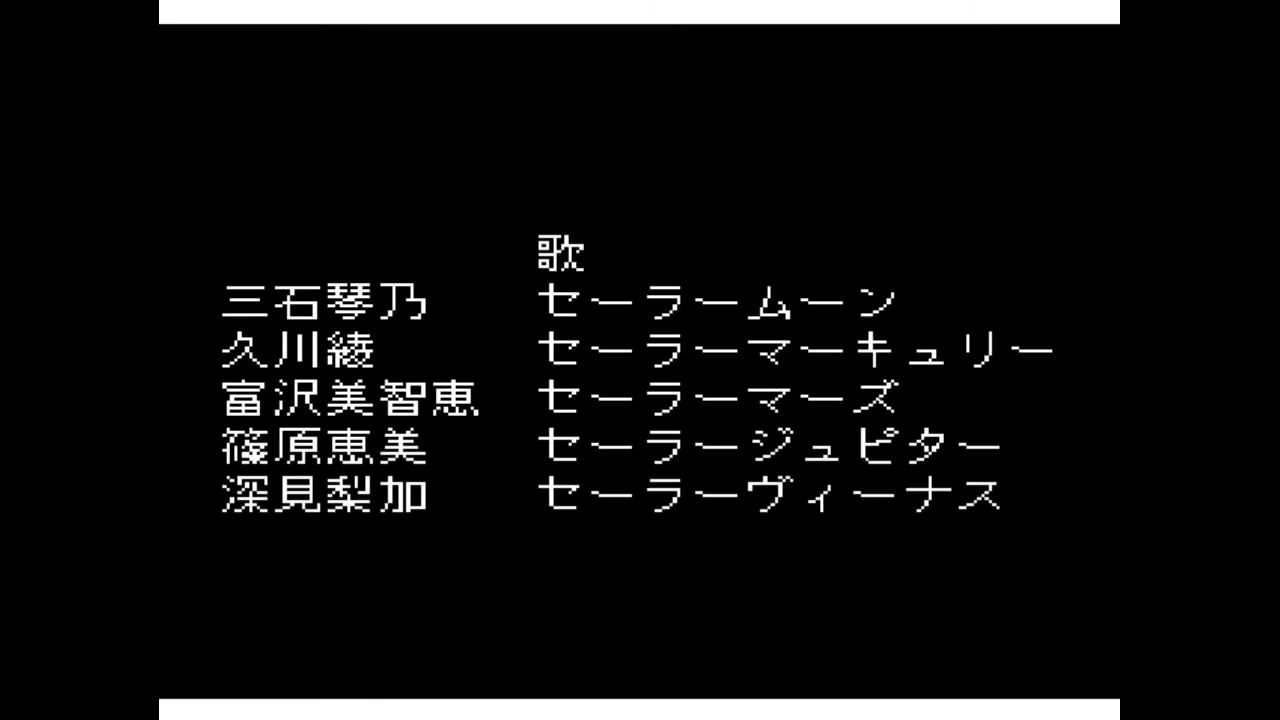 歌
三石琴乃 セーラームーン
久川綾 セーラーマーキュリー
富沢美智恵 セーラーマーズ
篠原恵美 セーラージュピター
深見梨加 セーラーヴィーナス